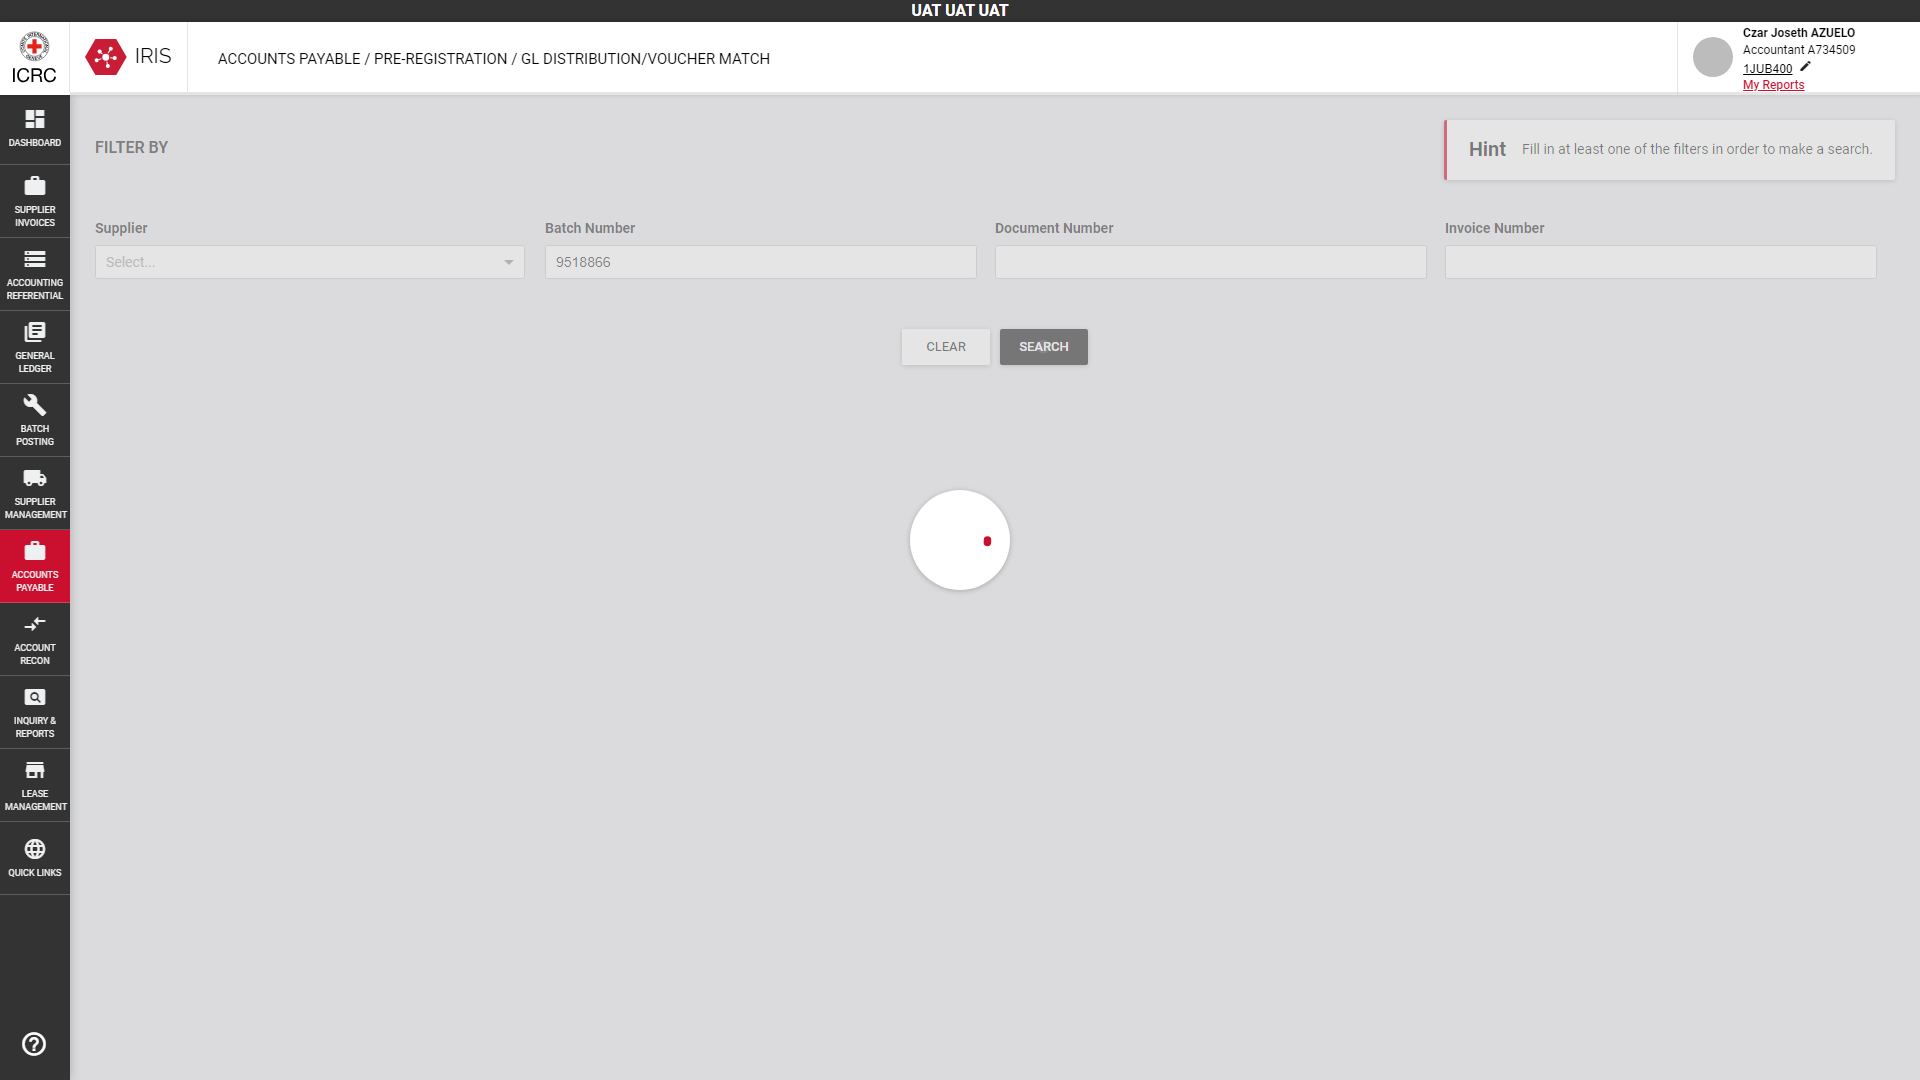 UAT UAT UAT
ICRC
IRIS
ACCOUNTS PAYABLE / PRE-REGISTRATION / GL DISTRIBUTION/VOUCHER MATCH
Czar Joseth AZUELO
Accountant A734509
1JUB400
My Reports
DASHBOARD
SUPPLIER
INVOICES
ACCOUNTING
REFERENTIAL
GENERAL
LEDGER
BATCH
POSTING
SUPPLIER
MANAGEMENT
ACCOUNTS
PAYABLE
ACCOUNT
RECON
INQUIRY &
REPORTS
LEASE
MANAGEMENT
QUICK LINKS
FILTER BY
Hint Fill in at least one of the filters in order to make a search.
Supplier Batch Number Document Number Invoice Number
Select... 9518866
CLEAR SEARCH